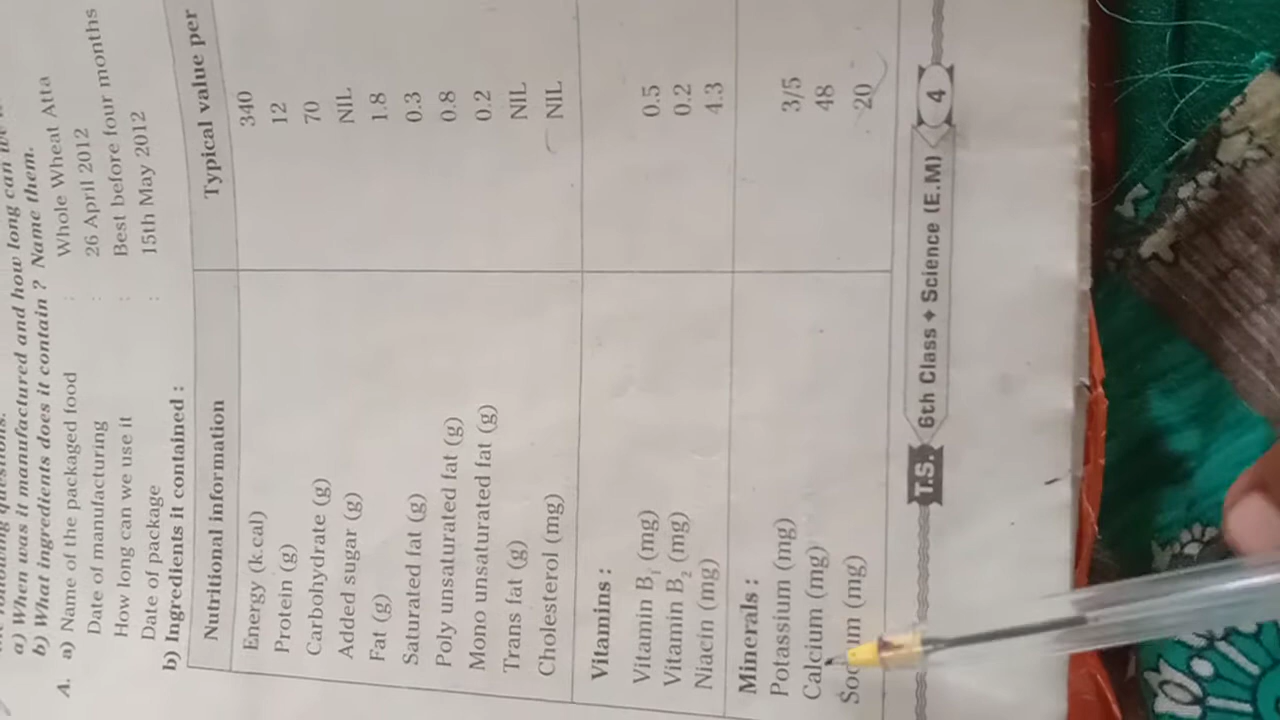 following questions.
a) When was it manufactured and how long can we
b) What ingredients does it contain ? Name them.
A. a) Name of the packaged food : Whole Wheat Atta
Date of manufacturing : 26 April 2012
How long can we use it : Best before four months
Date of package : 15th May 2012
b) Ingredients it contained :
Nutritional information Typical value per
Energy (k.cal) 340
Protein (g) 12
Carbohydrate (g) 70
Added sugar (g) NIL
Fat (g) 1.8
Saturated fat (g) 0.3
Poly unsaturated fat (g) 0.8
Mono unsaturated fat (g) 0.2
Trans fat (g) NIL
Cholesterol (mg) NIL
Vitamins :
Vitamin B₁ (mg) 0.5
Vitamin B₂ (mg) 0.2
Niacin (mg) 4.3
Minerals :
Potassium (mg) 3/5
Calcium (mg) 48
Sodium (mg) 20
T.S. 6th Class ✦ Science (E.M) 4